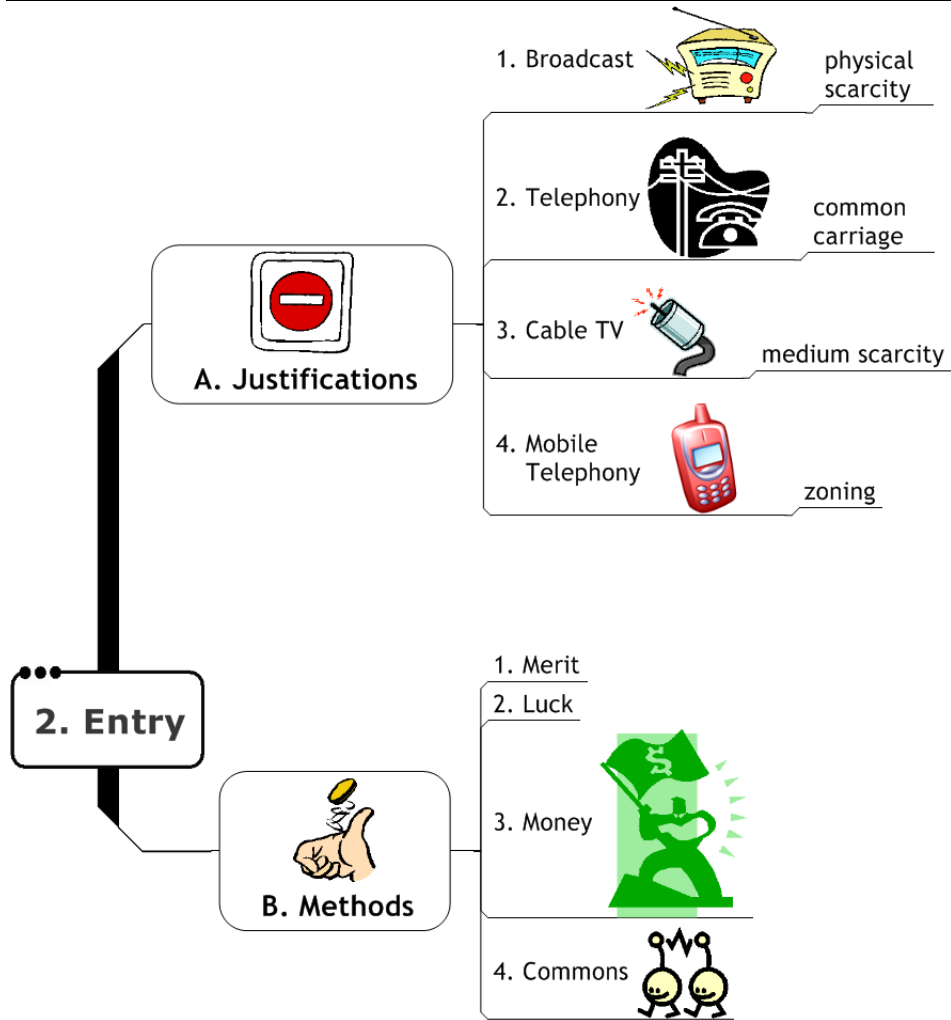 1. Broadcast
physical
scarcity
2. Telephony
common
carriage
A. Justifications
3. Cable TV
medium scarcity
4. Mobile
Telephony
zoning
2. Entry
B. Methods
1. Merit
2. Luck
3. Money
$
4. Commons